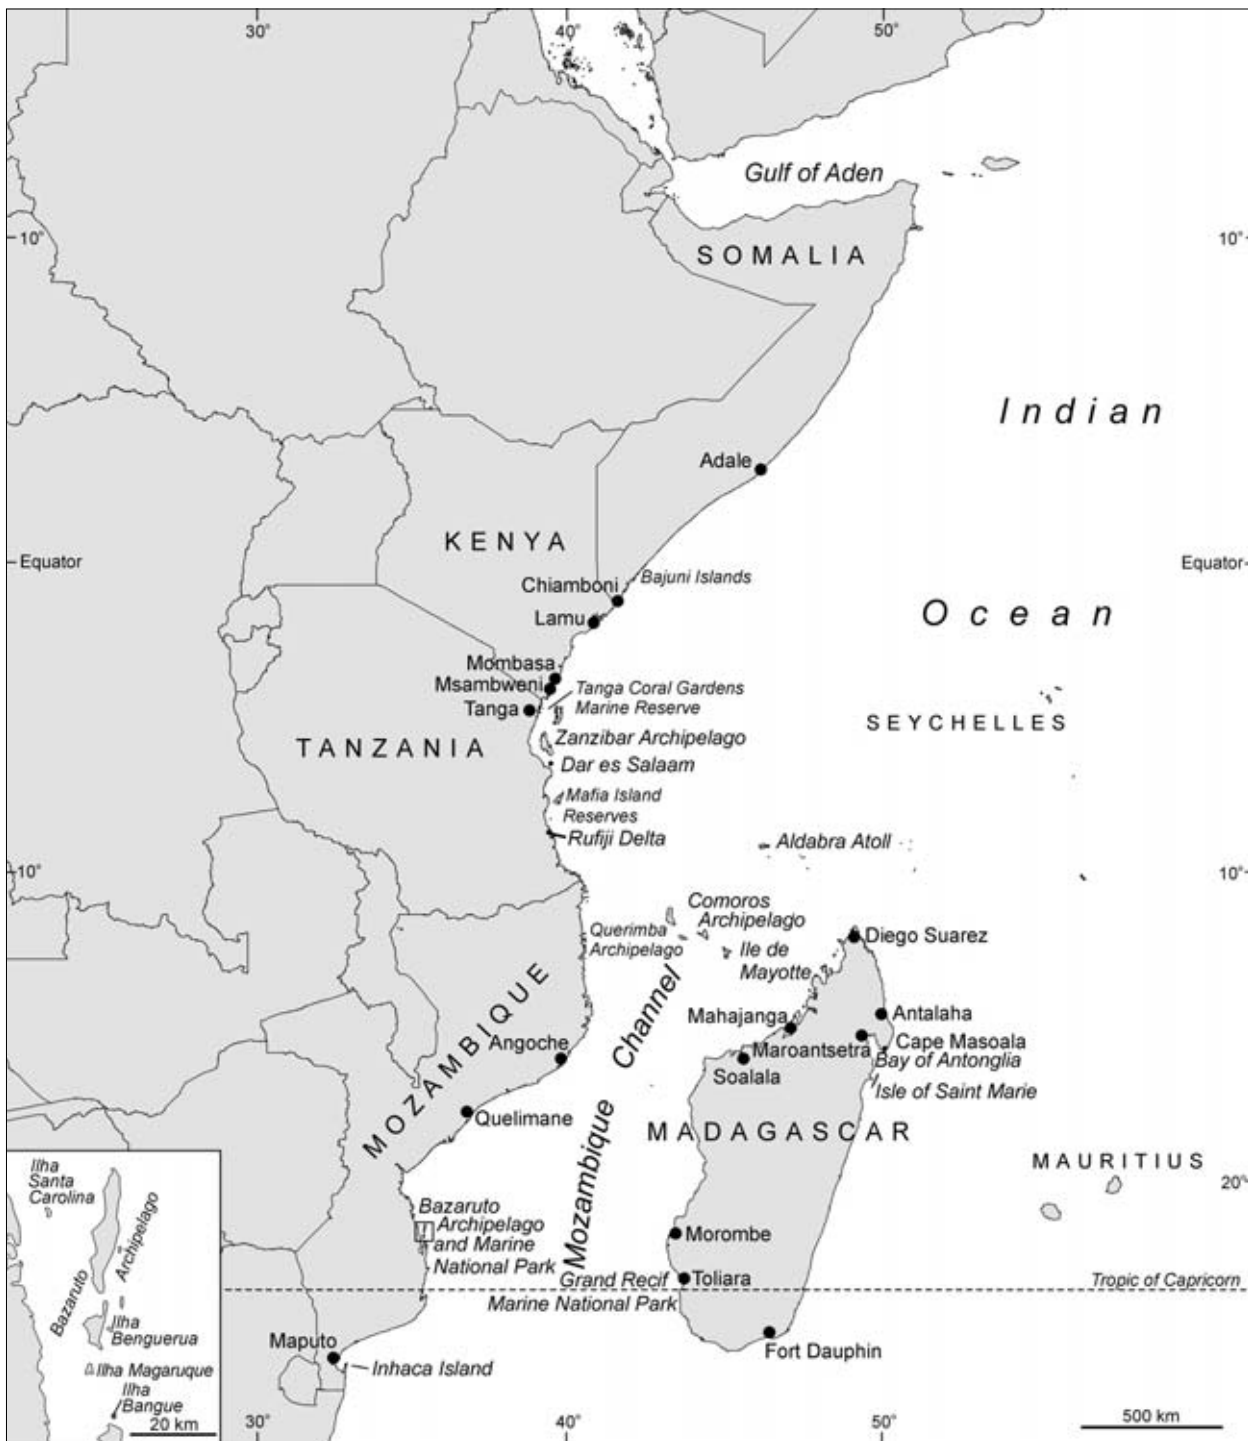 30°
40°
50°
Gulf of Aden
10°
10°
SOMALIA
Indian
Adale
KENYA
Equator
Equator
Bajuni Islands
Chiamboni
Lamu
Ocean
Mombasa
Msambweni
Tanga Coral Gardens
Marine Reserve
Tanga
SEYCHELLES
TANZANIA
Zanzibar Archipelago
Dar es Salaam
Mafia Island
Reserves
Rufiji Delta
Aldabra Atoll
10°
10°
Comoros
Archipelago
Querimba
Archipelago
Ile de
Mayotte
Diego Suarez
MOZAMBIQUE
Mozambique Channel
Mahajanga
Antalaha
Angoche
Maroantsetra
Cape Masoala
Bay of Antonglia
Soalala
Isle of Saint Marie
Quelimane
MADAGASCAR
MAURITIUS
20°
Ilha
Santa
Carolina
Bazaruto
Archipelago
Bazaruto
Archipelago
and Marine
National Park
Morombe
Grand Recif
Marine National Park
Toliara
Tropic of Capricorn
Ilha
Benguerua
Ilha Magaruque
Ilha
Bangue
20 km
Maputo
Inhaca Island
Fort Dauphin
30°
40°
50°
500 km